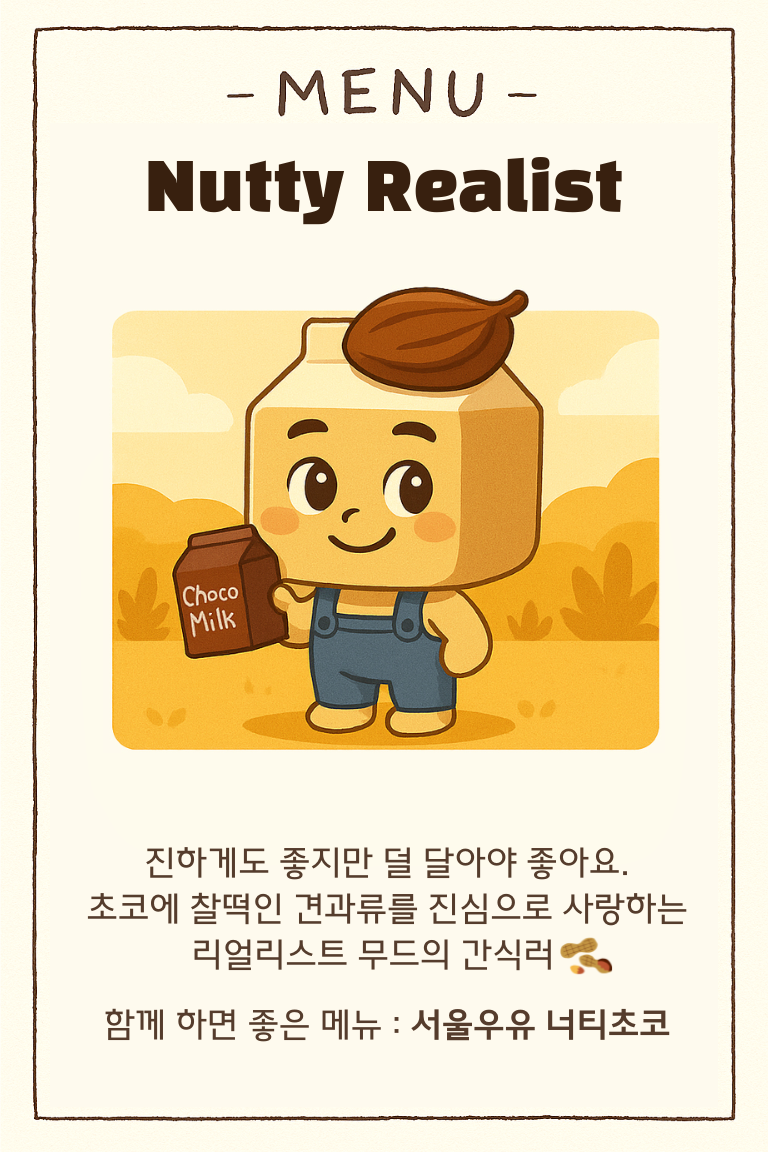 - MENU -
Nutty Realist
Choco
Milk
진하게도 좋지만 덜 달아야 좋아요.
초코에 찰떡인 견과류를 진심으로 사랑하는
리얼리스트 무드의 간식러🥜
함께 하면 좋은 메뉴 : 서울우유 너티초코